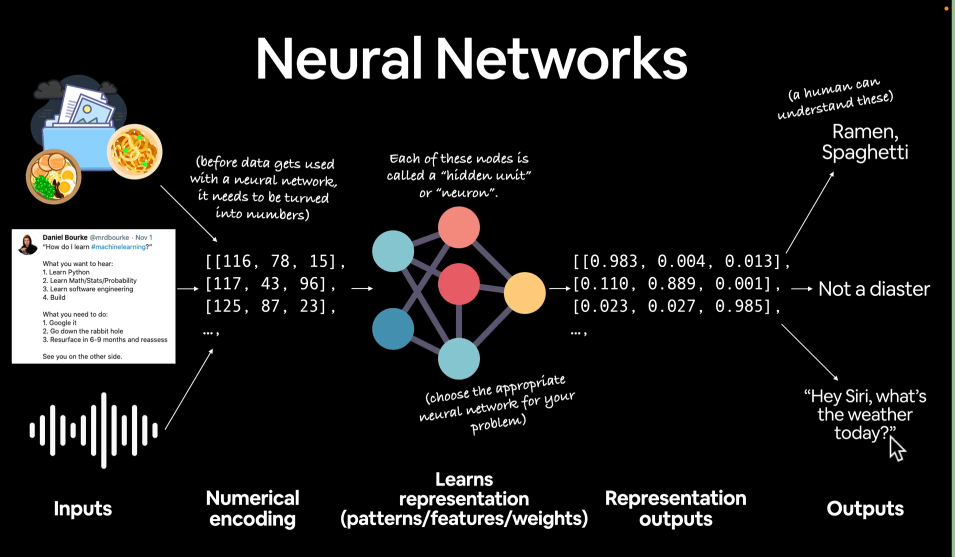 Neural Networks
(a human can
understand these)
Ramen,
Spaghetti
(before data gets used
with a neural network,
it needs to be turned
into numbers)
Each of these nodes is
called a “hidden unit”
or “neuron”.
Daniel Bourke @mrdbourke · Nov 1
“How do I learn #machinelearning?”
What you want to hear:
1. Learn Python
2. Learn Math/Stats/Probability
3. Learn software engineering
4. Build
What you need to do:
1. Google it
2. Go down the rabbit hole
3. Resurface in 6-9 months and reassess
See you on the other side.
[[116, 78, 15],
[117, 43, 96],
[125, 87, 23],
…,
[[0.983, 0.004, 0.013],
[0.110, 0.889, 0.001],
[0.023, 0.027, 0.985],
…,
Not a diaster
(choose the appropriate
neural network for your
problem)
“Hey Siri, what’s
the weather
today?”
Inputs
Numerical
encoding
Learns
representation
(patterns/features/weights)
Representation
outputs
Outputs